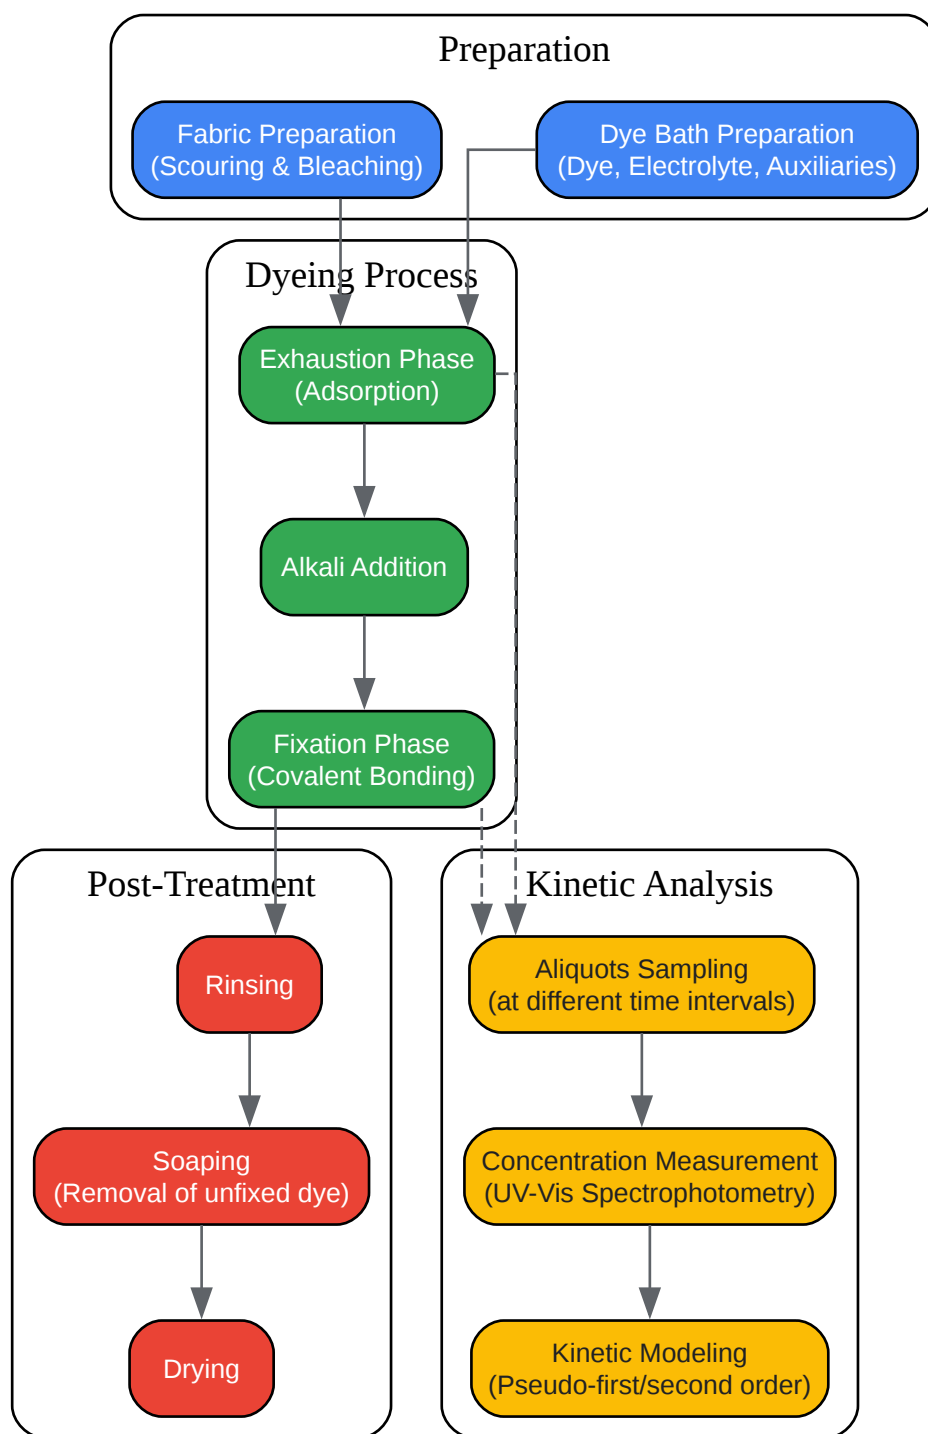 Preparation
Fabric Preparation
(Scouring & Bleaching)
Dye Bath Preparation
(Dye, Electrolyte, Auxiliaries)
Dyeing Process
Exhaustion Phase
(Adsorption)
Alkali Addition
Fixation Phase
(Covalent Bonding)
Post-Treatment
Rinsing
Soaping
(Removal of unfixed dye)
Drying
Kinetic Analysis
Aliquots Sampling
(at different time intervals)
Concentration Measurement
(UV-Vis Spectrophotometry)
Kinetic Modeling
(Pseudo-first/second order)